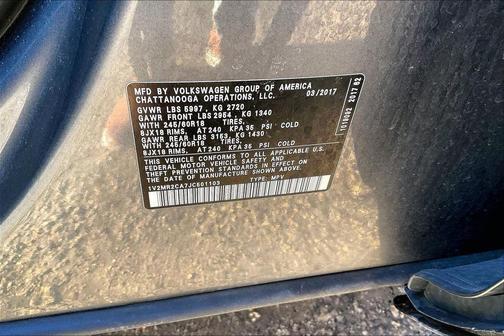 MFD BY VOLKSWAGEN GROUP OF AMERICA
CHATTANOOGA OPERATIONS, LLC. 03/2017
GVWR LBS 5997 , KG 2720
GAWR FRONT LBS 2954 , KG 1340
WITH 245/60R18 TIRES,
8JX18 RIMS, AT240 KPA 35 PSI COLD
GAWR REAR LBS 3153, KG 1430
WITH 245/60R18 TIRES,
8JX18 RIMS, AT 240 KPA 35 PSI COLD
THIS VEHICLE CONFORMS TO ALL APPLICABLE
FEDERAL MOTOR VEHICLE SAFETY AND
THEFT PREVENTION STANDARDS IN EFFECT ON
THE DATE OF MANUFACTURE SHOWN ABOVE.
1V2MR2CA7JC501103 TYPE: MPV
2017 82